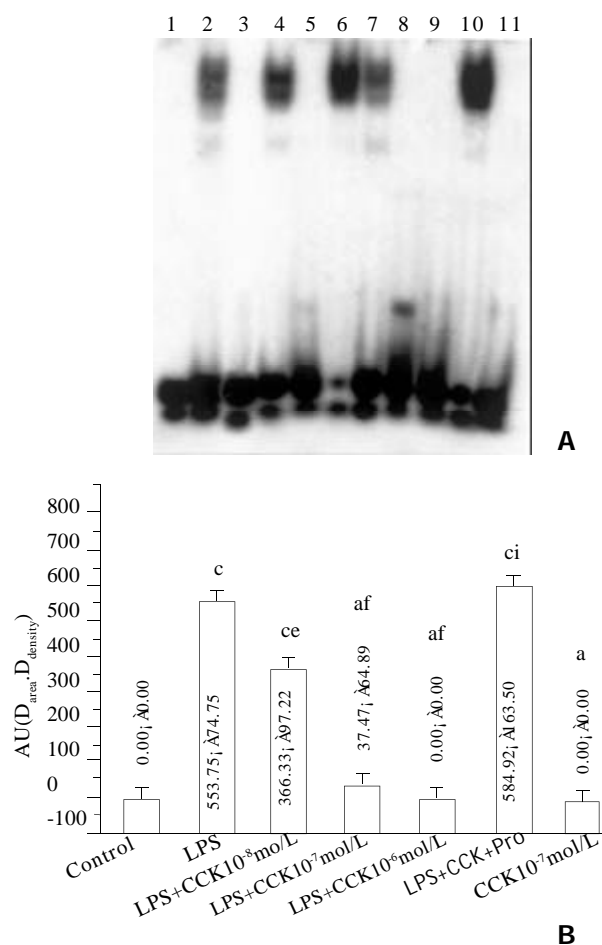 1 2 3 4 5 6 7 8 9 10 11
A
800
700
600
500
400
300
200
100
0
-100
AU(D_area.D_density)
0.00¡À0.00
553.75¡À74.75
366.33¡À97.22
37.47¡À64.89
0.00¡À0.00
584.92¡À163.50
0.00¡À0.00
c
ce
af
af
ci
a
Control
LPS
LPS+CCK10⁻⁸mo/L
LPS+CCK10⁻⁷mol/L
LPS+CCK10⁻⁶mol/L
LPS+CCK+Pro
CCK10⁻⁷mol/L
B